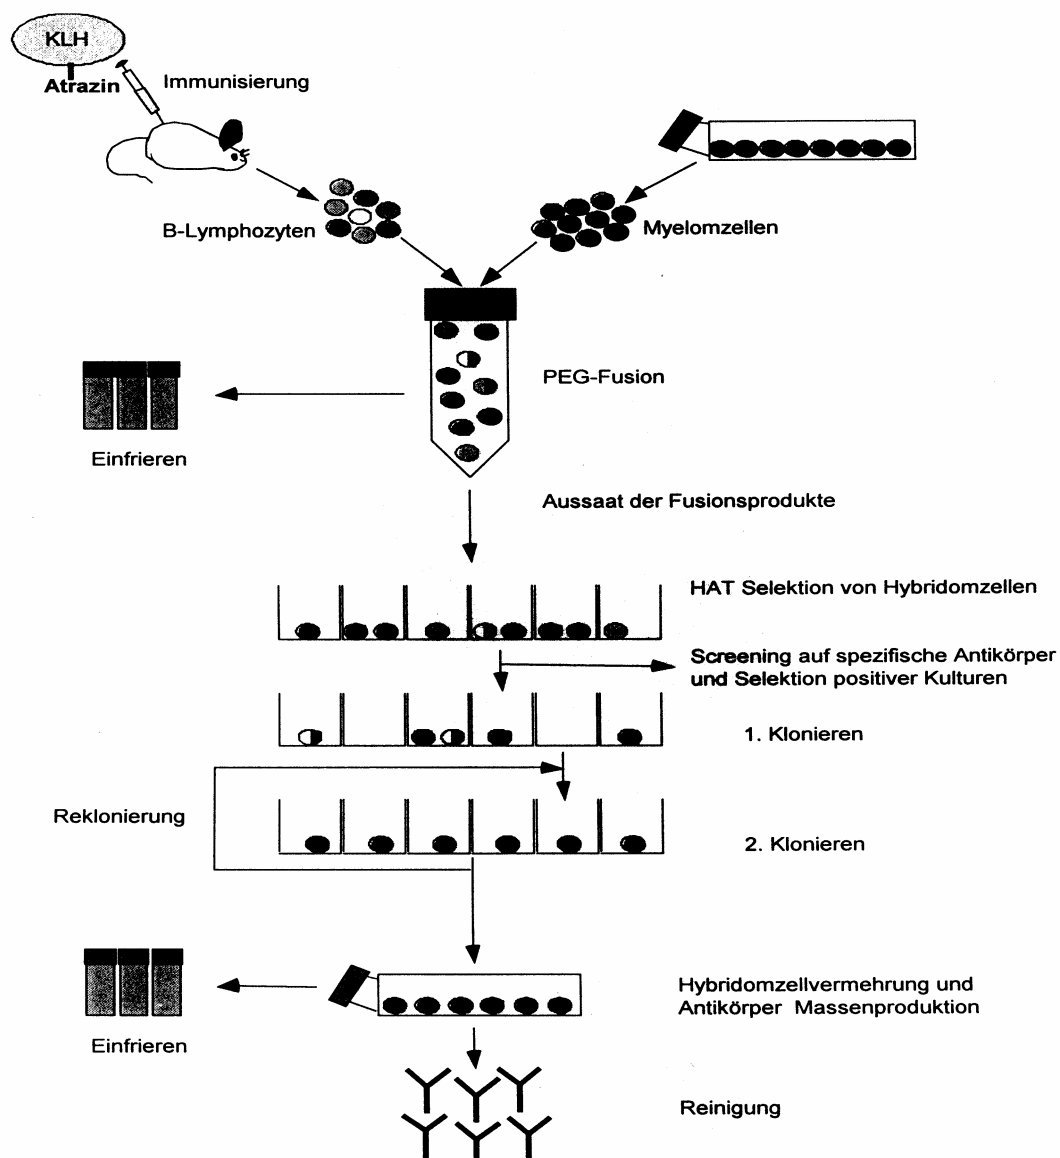 KLH
Atrazin
Immunisierung
B-Lymphozyten
Myelomzellen
PEG-Fusion
Einfrieren
Aussaat der Fusionsprodukte
HAT Selektion von Hybridomzellen
Screening auf spezifische Antikörper
und Selektion positiver Kulturen
1. Klonieren
Reklonierung
2. Klonieren
Hybridomzellvermehrung und
Antikörper Massenproduktion
Einfrieren
Reinigung